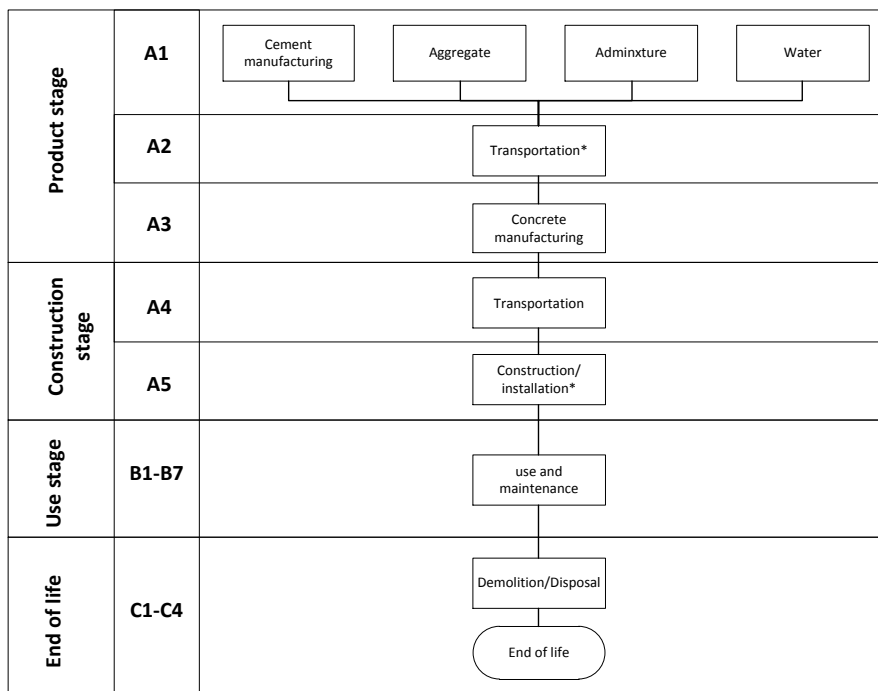 Product stage
A1
Cement
manufacturing
Aggregate
Adminxture
Water
A2
Transportation*
A3
Concrete
manufacturing
Construction
stage
A4
Transportation
A5
Construction/
installation*
Use stage
B1-B7
use and
maintenance
End of life
C1-C4
Demolition/Disposal
End of life